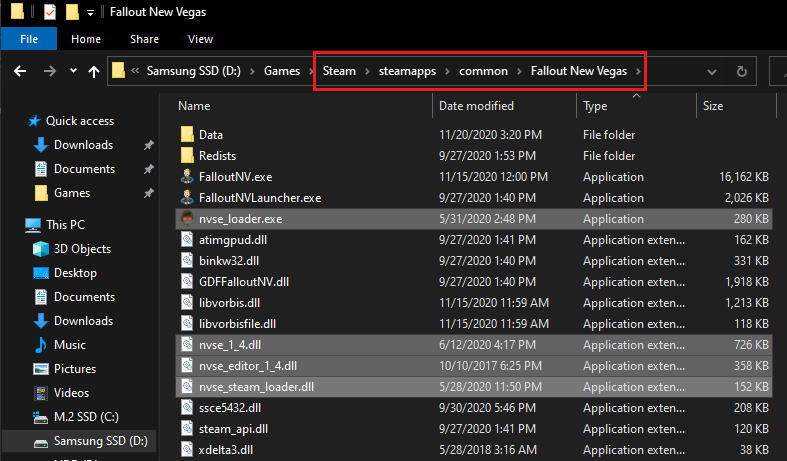 Fallout New Vegas
File Home Share View
« Samsung SSD (D:) > Games > Steam > steamapps > common > Fallout New Vegas >
Name Date modified Type Size
Quick access
Downloads
Documents
Games
This PC
3D Objects
Desktop
Documents
Downloads
Music
Pictures
Videos
M.2 SSD (C:)
Samsung SSD (D:)
Data 11/20/2020 3:20 PM File folder
Redists 9/27/2020 1:53 PM File folder
FalloutNV.exe 11/15/2020 12:00 PM Application 16,162 KB
FalloutNVLauncher.exe 9/27/2020 1:40 PM Application 2,026 KB
nvse_loader.exe 5/31/2020 2:48 PM Application 280 KB
atimgpud.dll 9/27/2020 1:41 PM Application exten... 162 KB
binkw32.dll 9/27/2020 1:40 PM Application exten... 331 KB
GDFFalloutNV.dll 9/27/2020 1:40 PM Application exten... 1,918 KB
libvorbis.dll 11/15/2020 11:59 AM Application exten... 1,213 KB
libvorbisfile.dll 11/15/2020 11:59 AM Application exten... 118 KB
nvse_1_4.dll 6/12/2020 4:17 PM Application exten... 726 KB
nvse_editor_1_4.dll 10/10/2017 6:25 PM Application exten... 358 KB
nvse_steam_loader.dll 5/28/2020 11:50 PM Application exten... 152 KB
ssce5432.dll 9/30/2020 5:46 PM Application exten... 208 KB
steam_api.dll 9/27/2020 1:41 PM Application exten... 120 KB
xdelta3.dll 5/28/2018 3:16 AM Application exten... 38 KB